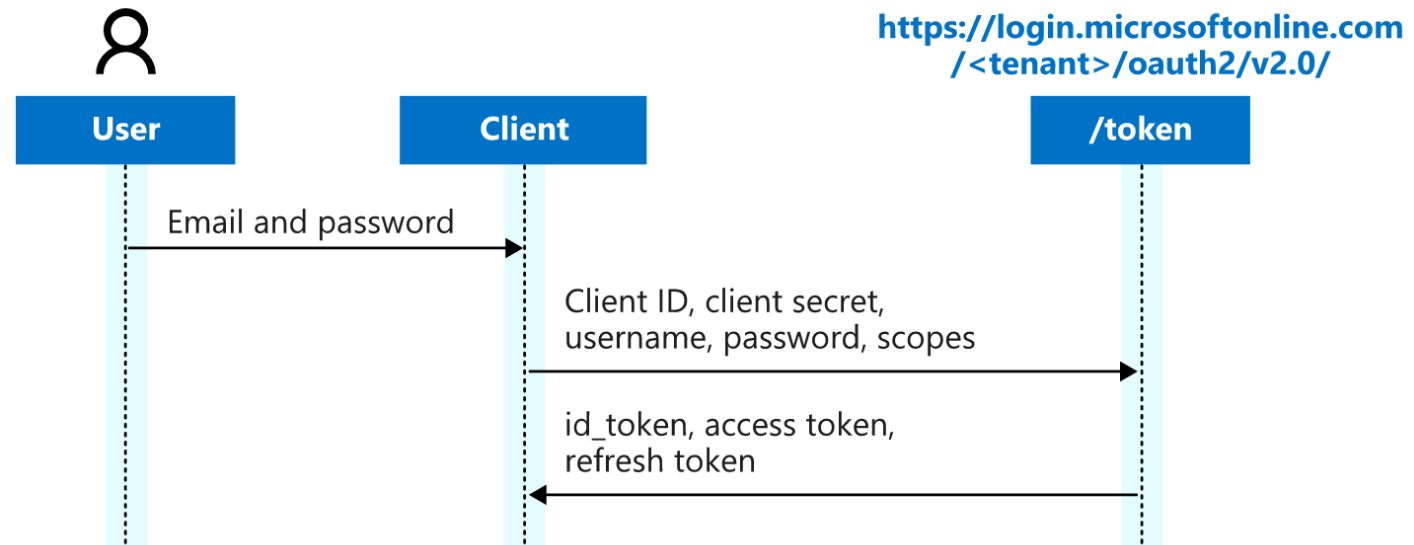 https://login.microsoftonline.com
/<tenant>/oauth2/v2.0/
User
Client
/token
Email and password
Client ID, client secret,
username, password, scopes
id_token, access token,
refresh token